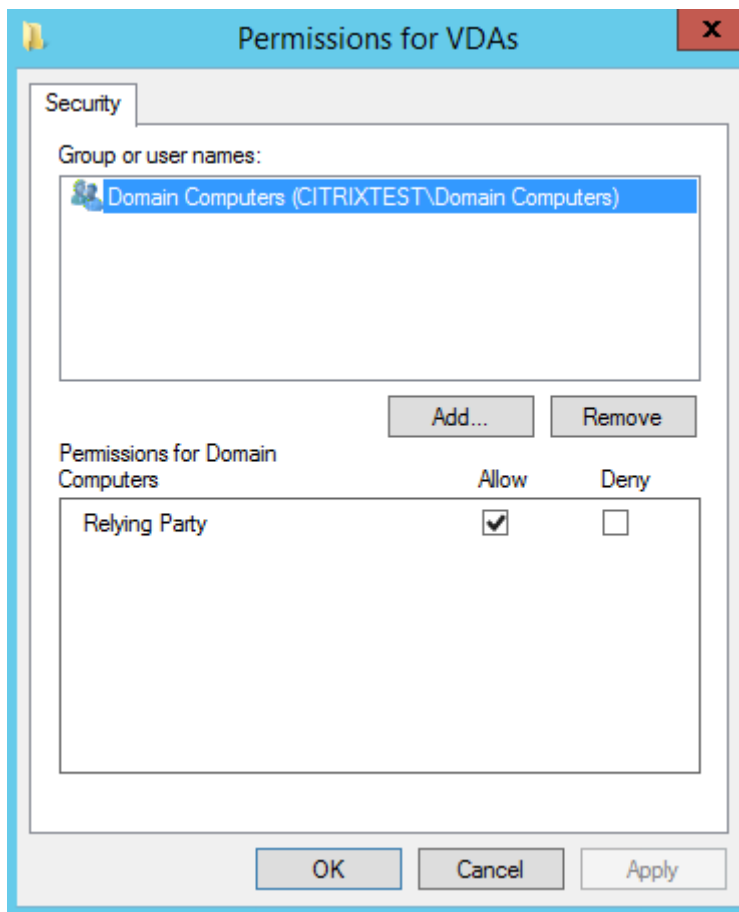 Permissions for VDAs
x
Security
Group or user names:
Domain Computers (CITRIXTEST\Domain Computers)
Add...
Remove
Permissions for Domain
Computers
Allow
Deny
Relying Party
OK
Cancel
Apply